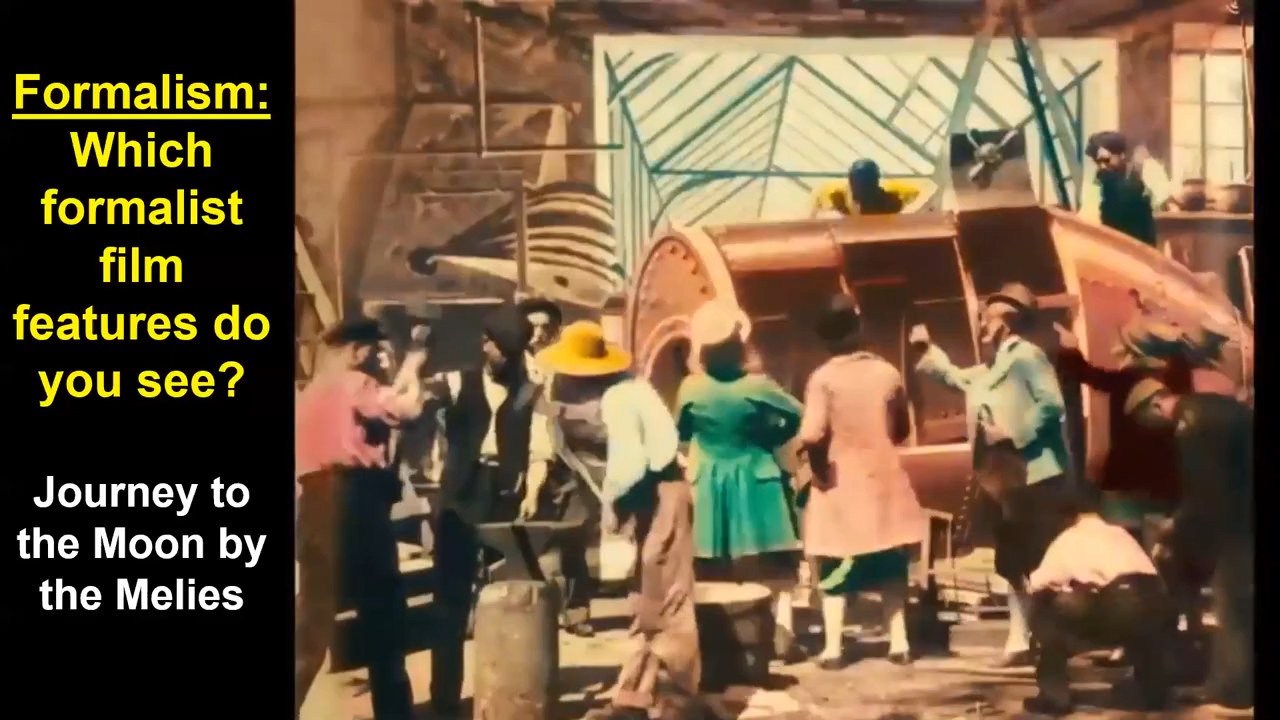 Formalism:
Which
formalist
film
features do
you see?
Journey to
the Moon by
the Melies